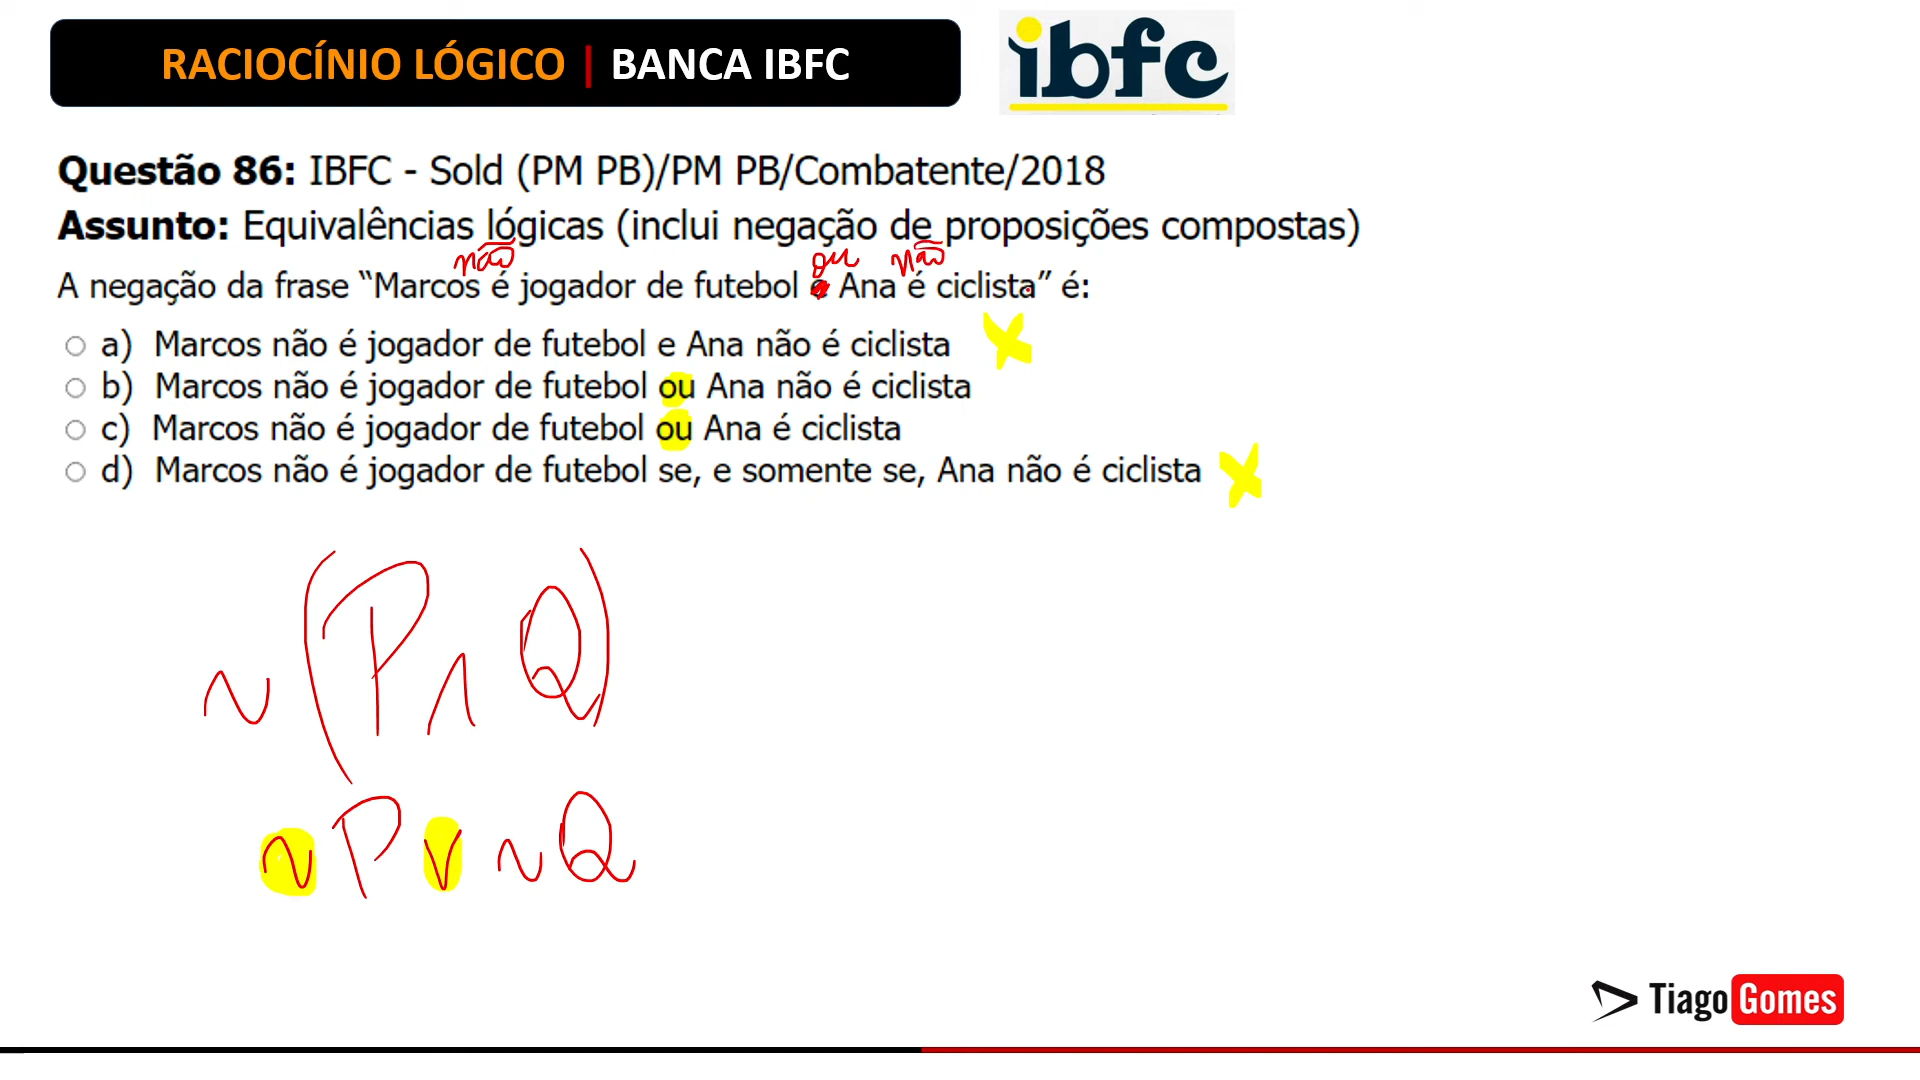 RACIOCÍNIO LÓGICO | BANCA IBFC
ibfc
Questão 86: IBFC - Sold (PM PB)/PM PB/Combatente/2018
Assunto: Equivalências lógicas (inclui negação de proposições compostas)
não ou não
A negação da frase “Marcos é jogador de futebol e Ana é ciclista” é:
a) Marcos não é jogador de futebol e Ana não é ciclista
b) Marcos não é jogador de futebol ou Ana não é ciclista
c) Marcos não é jogador de futebol ou Ana é ciclista
d) Marcos não é jogador de futebol se, e somente se, Ana não é ciclista
~(P ∧ Q)
~P ∨ ~Q
Tiago Gomes